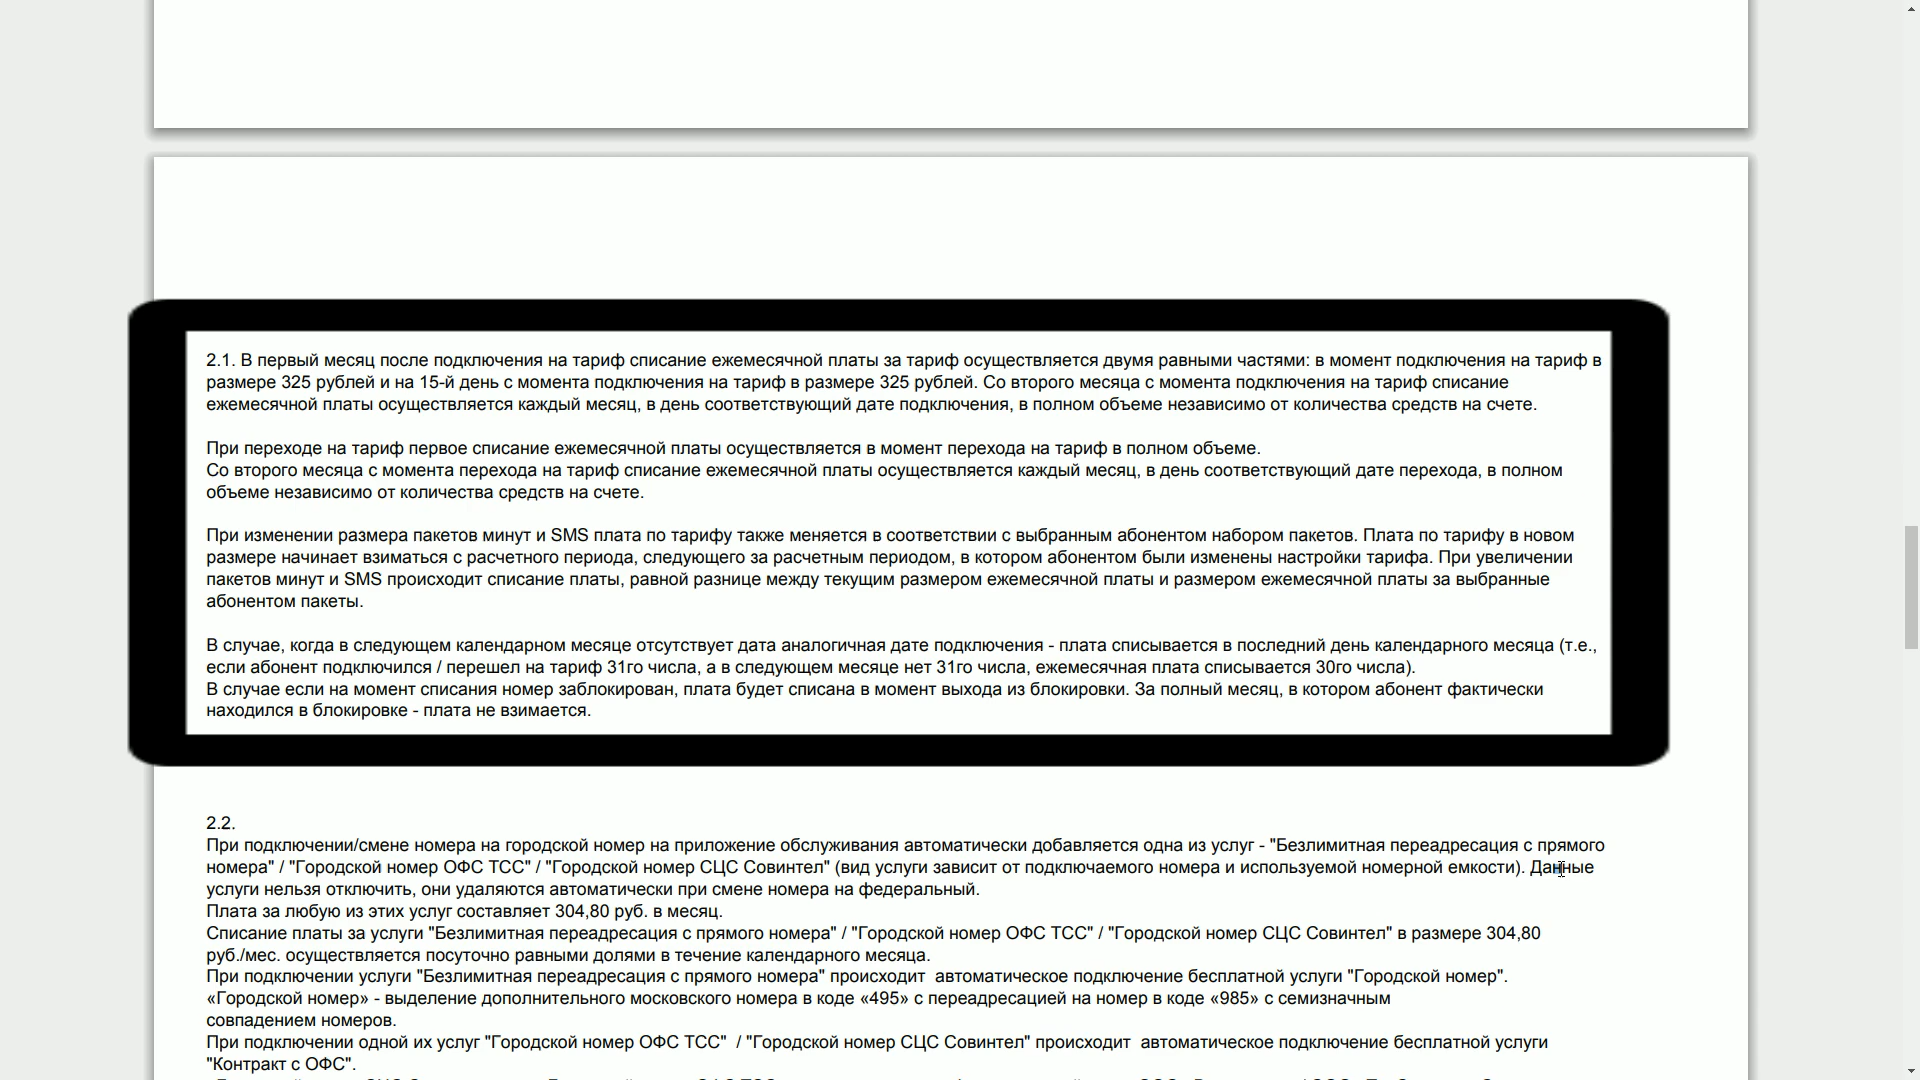 2.1. В первый месяц после подключения на тариф списание ежемесячной платы за тариф осуществляется двумя равными частями: в момент подключения на тариф в
размере 325 рублей и на 15-й день с момента подключения на тариф в размере 325 рублей. Со второго месяца с момента подключения на тариф списание
ежемесячной платы осуществляется каждый месяц, в день соответствующий дате подключения, в полном объеме независимо от количества средств на счете.
При переходе на тариф первое списание ежемесячной платы осуществляется в момент перехода на тариф в полном объеме.
Со второго месяца с момента перехода на тариф списание ежемесячной платы осуществляется каждый месяц, в день соответствующий дате перехода, в полном
объеме независимо от количества средств на счете.
При изменении размера пакетов минут и SMS плата по тарифу также меняется в соответствии с выбранным абонентом набором пакетов. Плата по тарифу в новом
размере начинает взиматься с расчетного периода, следующего за расчетным периодом, в котором абонентом были изменены настройки тарифа. При увеличении
пакетов минут и SMS происходит списание платы, равной разнице между текущим размером ежемесячной платы и размером ежемесячной платы за выбранные
абонентом пакеты.
В случае, когда в следующем календарном месяце отсутствует дата аналогичная дате подключения - плата списывается в последний день календарного месяца (т.е.,
если абонент подключился / перешел на тариф 31го числа, а в следующем месяце нет 31го числа, ежемесячная плата списывается 30го числа).
В случае если на момент списания номер заблокирован, плата будет списана в момент выхода из блокировки. За полный месяц, в котором абонент фактически
находился в блокировке - плата не взимается.
2.2.
При подключении/смене номера на городской номер на приложение обслуживания автоматически добавляется одна из услуг - "Безлимитная переадресация с прямого
номера" / "Городской номер ОФС ТСС" / "Городской номер СЦС Совинтел" (вид услуги зависит от подключаемого номера и используемой номерной емкости). Данные
услуги нельзя отключить, они удаляются автоматически при смене номера на федеральный.
Плата за любую из этих услуг составляет 304,80 руб. в месяц.
Списание платы за услуги "Безлимитная переадресация с прямого номера" / "Городской номер ОФС ТСС" / "Городской номер СЦС Совинтел" в размере 304,80
руб./мес. осуществляется посуточно равными долями в течение календарного месяца.
При подключении услуги "Безлимитная переадресация с прямого номера" происходит автоматическое подключение бесплатной услуги "Городской номер".
«Городской номер» - выделение дополнительного московского номера в коде «495» с переадресацией на номер в коде «985» с семизначным
совпадением номеров.
При подключении одной их услуг "Городской номер ОФС ТСС" / "Городской номер СЦС Совинтел" происходит автоматическое подключение бесплатной услуги
"Контракт с ОФС".